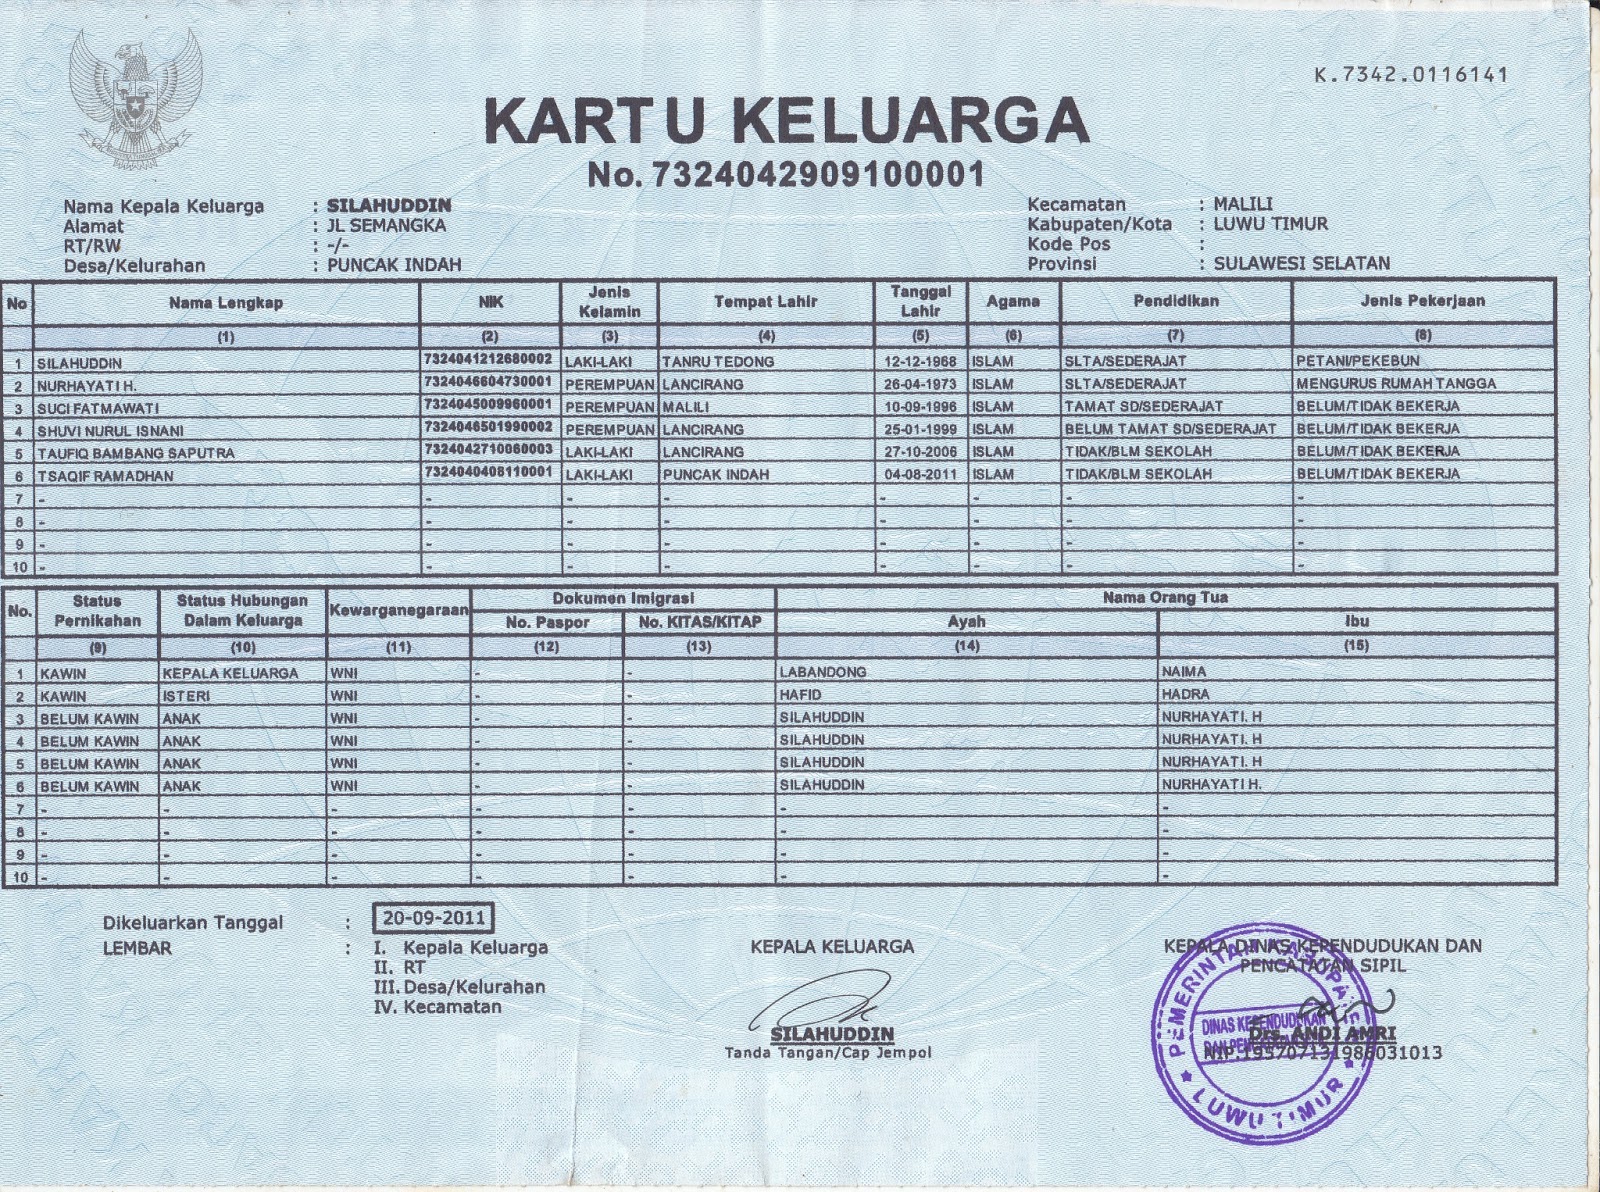 K.7342.0116141
KARTU KELUARGA
No. 7324042909100001
Nama Kepala Keluarga : SILAHUDDIN Kecamatan : MALILI
Alamat : JL SEMANGKA Kabupaten/Kota : LUWU TIMUR
RT/RW : -/- Kode Pos :
Desa/Kelurahan : PUNCAK INDAH Provinsi : SULAWESI SELATAN
No Nama Lengkap NIK Jenis Kelamin Tempat Lahir Tanggal Lahir Agama Pendidikan Jenis Pekerjaan
(1) (2) (3) (4) (5) (6) (7) (8)
1 SILAHUDDIN 7324041212680002 LAKI-LAKI TANRU TEDONG 12-12-1968 ISLAM SLTA/SEDERAJAT PETANI/PEKEBUN
2 NURHAYATI H. 7324046604730001 PEREMPUAN LANCIRANG 26-04-1973 ISLAM SLTA/SEDERAJAT MENGURUS RUMAH TANGGA
3 SUCI FATMAWATI 7324045009960001 PEREMPUAN MALILI 10-09-1996 ISLAM TAMAT SD/SEDERAJAT BELUM/TIDAK BEKERJA
4 SHUVI NURUL ISNANI 7324046501990002 PEREMPUAN LANCIRANG 25-01-1999 ISLAM BELUM TAMAT SD/SEDERAJAT BELUM/TIDAK BEKERJA
5 TAUFIQ BAMBANG SAPUTRA 7324042710060003 LAKI-LAKI LANCIRANG 27-10-2006 ISLAM TIDAK/BLM SEKOLAH BELUM/TIDAK BEKERJA
6 TSAQIF RAMADHAN 7324040408110001 LAKI-LAKI PUNCAK INDAH 04-08-2011 ISLAM TIDAK/BLM SEKOLAH BELUM/TIDAK BEKERJA
7 - - - - - - - -
8 - - - - - - - -
9 - - - - - - - -
10 - - - - - - - -
No. Status Pernikahan Status Hubungan Dalam Keluarga Kewarganegaraan Dokumen Imigrasi Nama Orang Tua
No. Paspor No. KITAS/KITAP Ayah Ibu
(9) (10) (11) (12) (13) (14) (15)
1 KAWIN KEPALA KELUARGA WNI - - LABANDONG NAIMA
2 KAWIN ISTERI WNI - - HAFID HADRA
3 BELUM KAWIN ANAK WNI - - SILAHUDDIN NURHAYATI. H
4 BELUM KAWIN ANAK WNI - - SILAHUDDIN NURHAYATI. H
5 BELUM KAWIN ANAK WNI - - SILAHUDDIN NURHAYATI. H
6 BELUM KAWIN ANAK WNI - - SILAHUDDIN NURHAYATI H.
7 - - - - - - -
8 - - - - - - -
9 - - - - - - -
10 - - - - - - -
Dikeluarkan Tanggal : 20-09-2011
LEMBAR : I. Kepala Keluarga
II. RT
III. Desa/Kelurahan
IV. Kecamatan
KEPALA KELUARGA
SILAHUDDIN
Tanda Tangan/Cap Jempol
KEPALA DINAS KEPENDUDUKAN DAN
PENCATATAN SIPIL
Drs. ANDI AMRI
NIP.195707131986031013
DINAS KEPENDUDUKAN
LUWU TIMUR